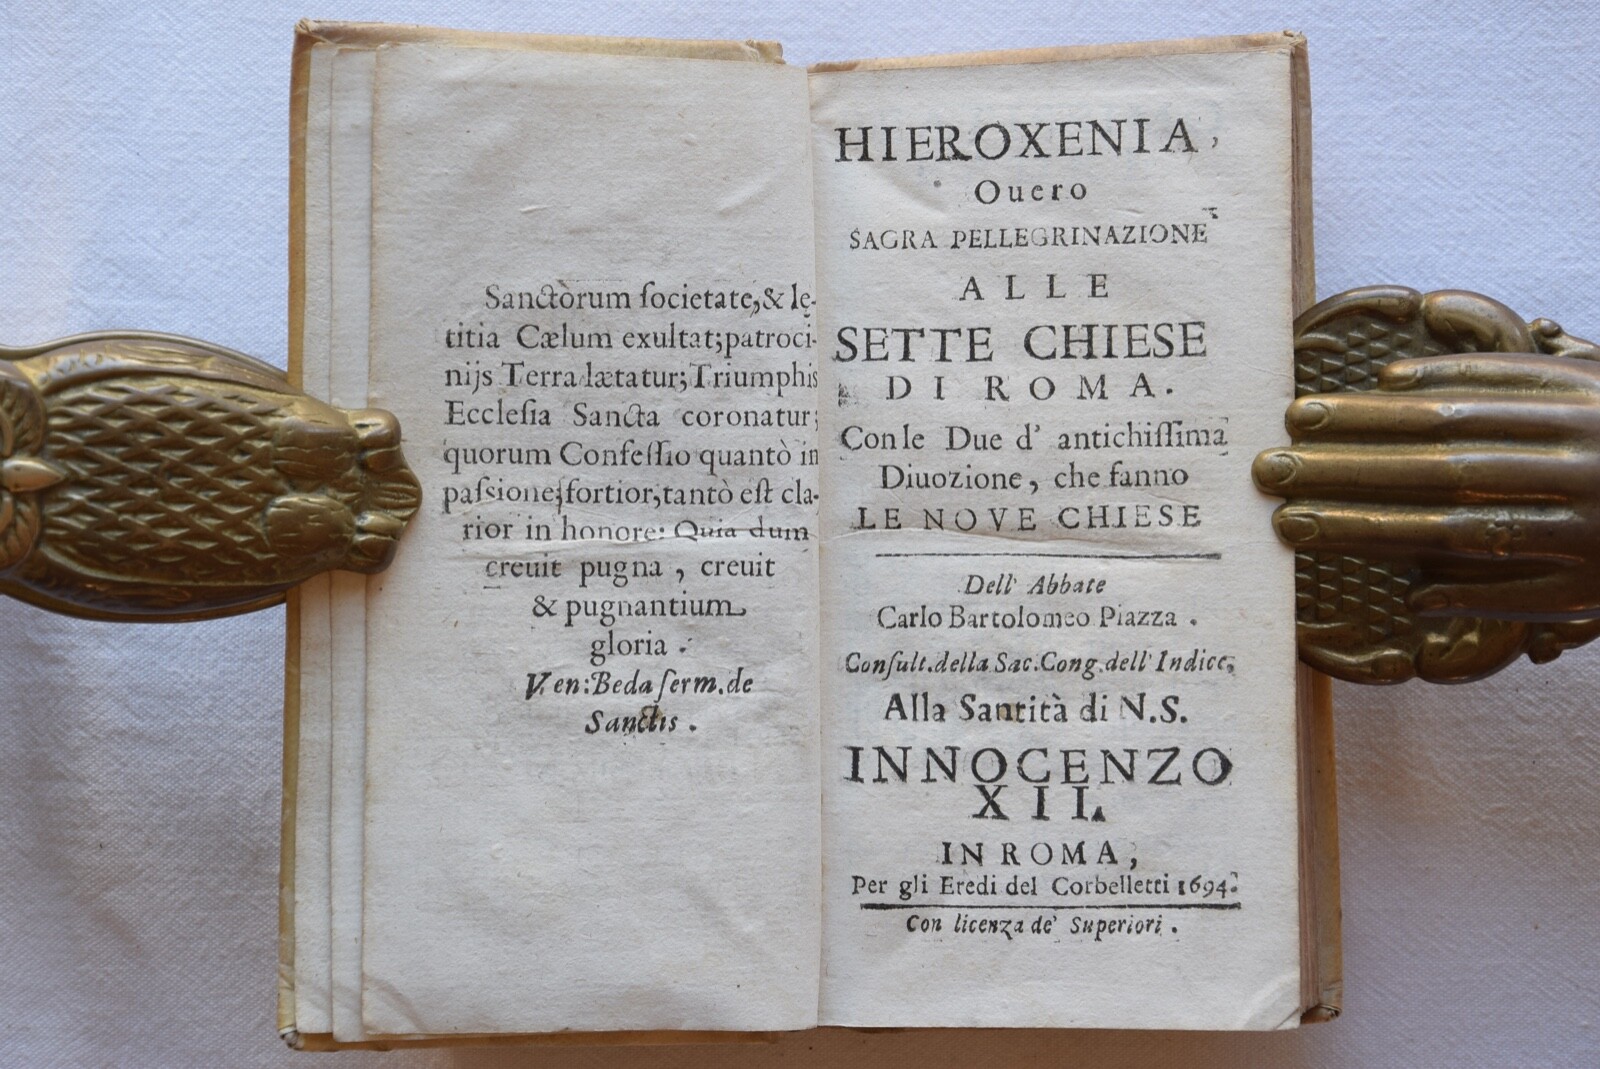 Sanctòrum ſocietate, & lę-
titia Cælum exultat; patroci-
nijs Terra lætatur; Triumphis
Eccleſia Sancta coronatur;
quorum Confeſſio quantò in
paſsione fortior, tantò eſt cla-
rior in honore: Quia dum
creuit pugna, creuit
& pugnantium
gloria.
Ven: Beda ſerm. de
Sanctis.
HIEROXENIA,
Ouero
SAGRA PELLEGRINAZIONE
ALLE
SETTE CHIESE
DI ROMA.
Con le Due d' antichiſſima
Diuozione, che fanno
LE NOVE CHIESE
Dell' Abbate
Carlo Bartolomeo Piazza.
Conſult. della Sac. Cong. dell' Indice,
Alla Santità di N.S.
INNOCENZO
XII.
IN ROMA,
Per gli Eredi del Corbelletti 1694.
Con licenza de' Superiori.